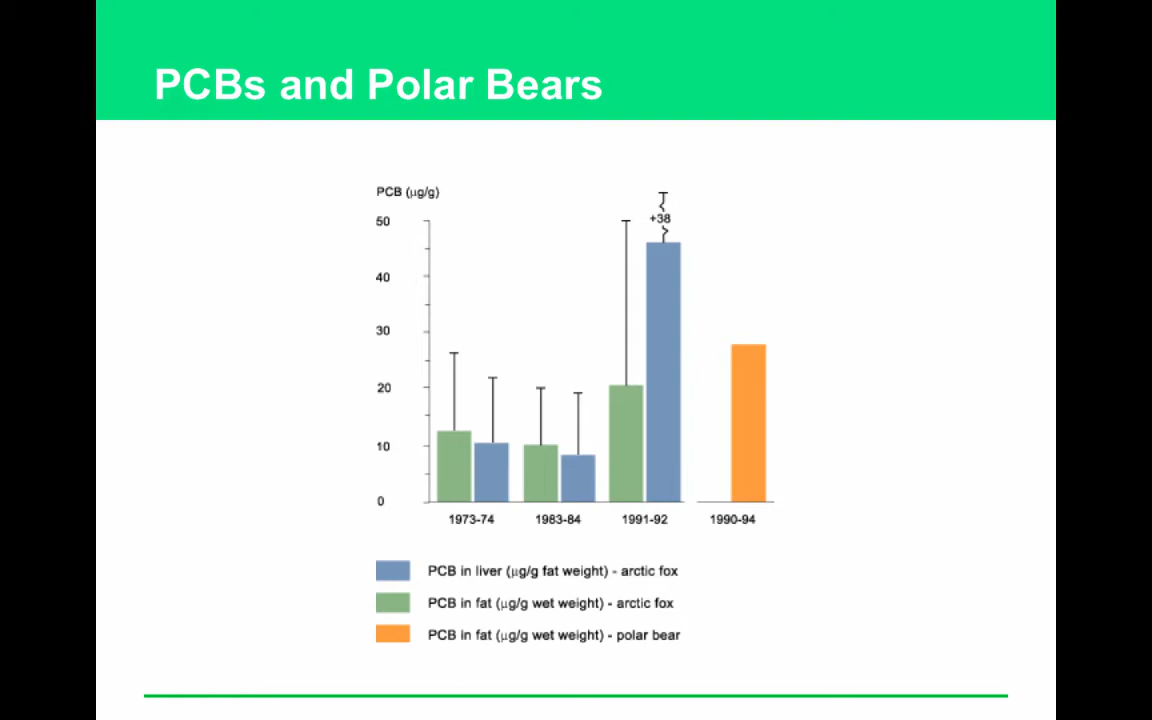 PCBs and Polar Bears
PCB (µg/g)
+38
50
40
30
20
10
0
1973-74 1983-84 1991-92 1990-94
PCB in liver (µg/g fat weight) - arctic fox
PCB in fat (µg/g wet weight) - arctic fox
PCB in fat (µg/g wet weight) - polar bear